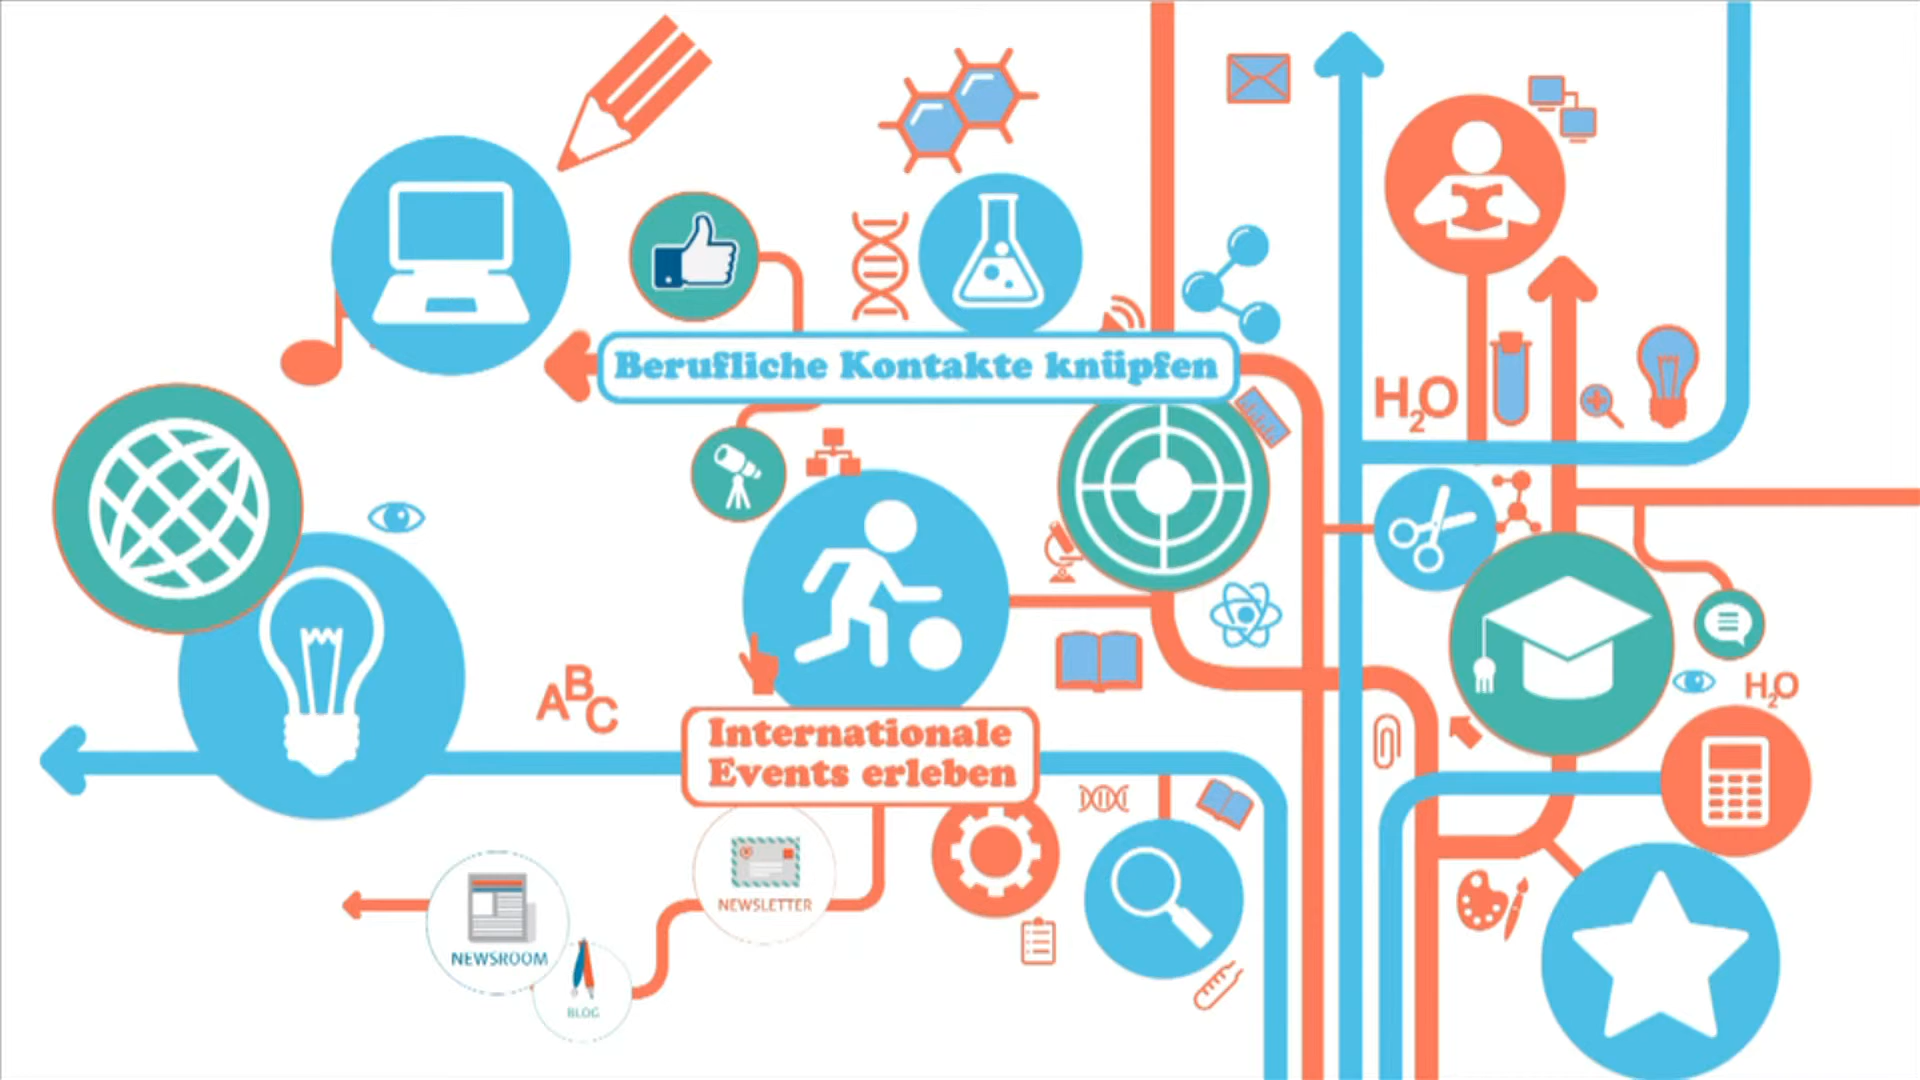 Berufliche Kontakte knüpfen
H2O
ABC
H2O
Internationale
Events erleben
NEWSLETTER
NEWSROOM
BLOG